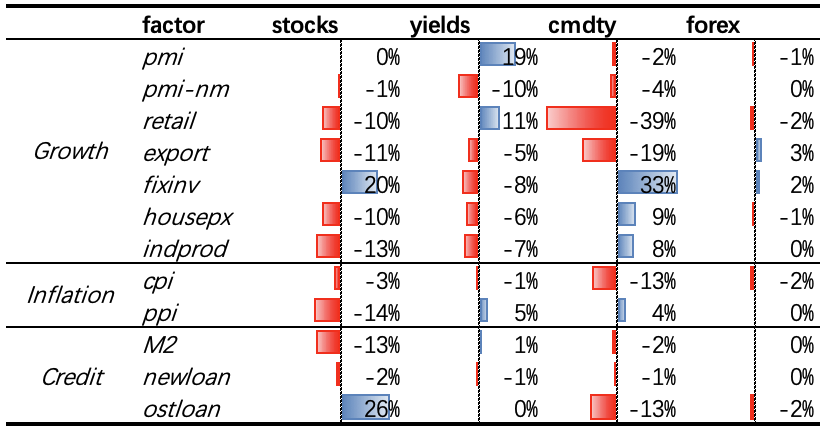 factor stocks yields cmdty forex
pmi 0% 19% -2% -1%
pmi-nm -1% -10% -4% 0%
retail -10% 11% -39% -2%
Growth export -11% -5% -19% 3%
fixinv 20% -8% 33% 2%
housepx -10% -6% 9% -1%
indprod -13% -7% 8% 0%
Inflation cpi -3% -1% -13% -2%
ppi -14% 5% 4% 0%
M2 -13% 1% -2% 0%
Credit newloan -2% -1% -1% 0%
ostloan 26% 0% -13% -2%